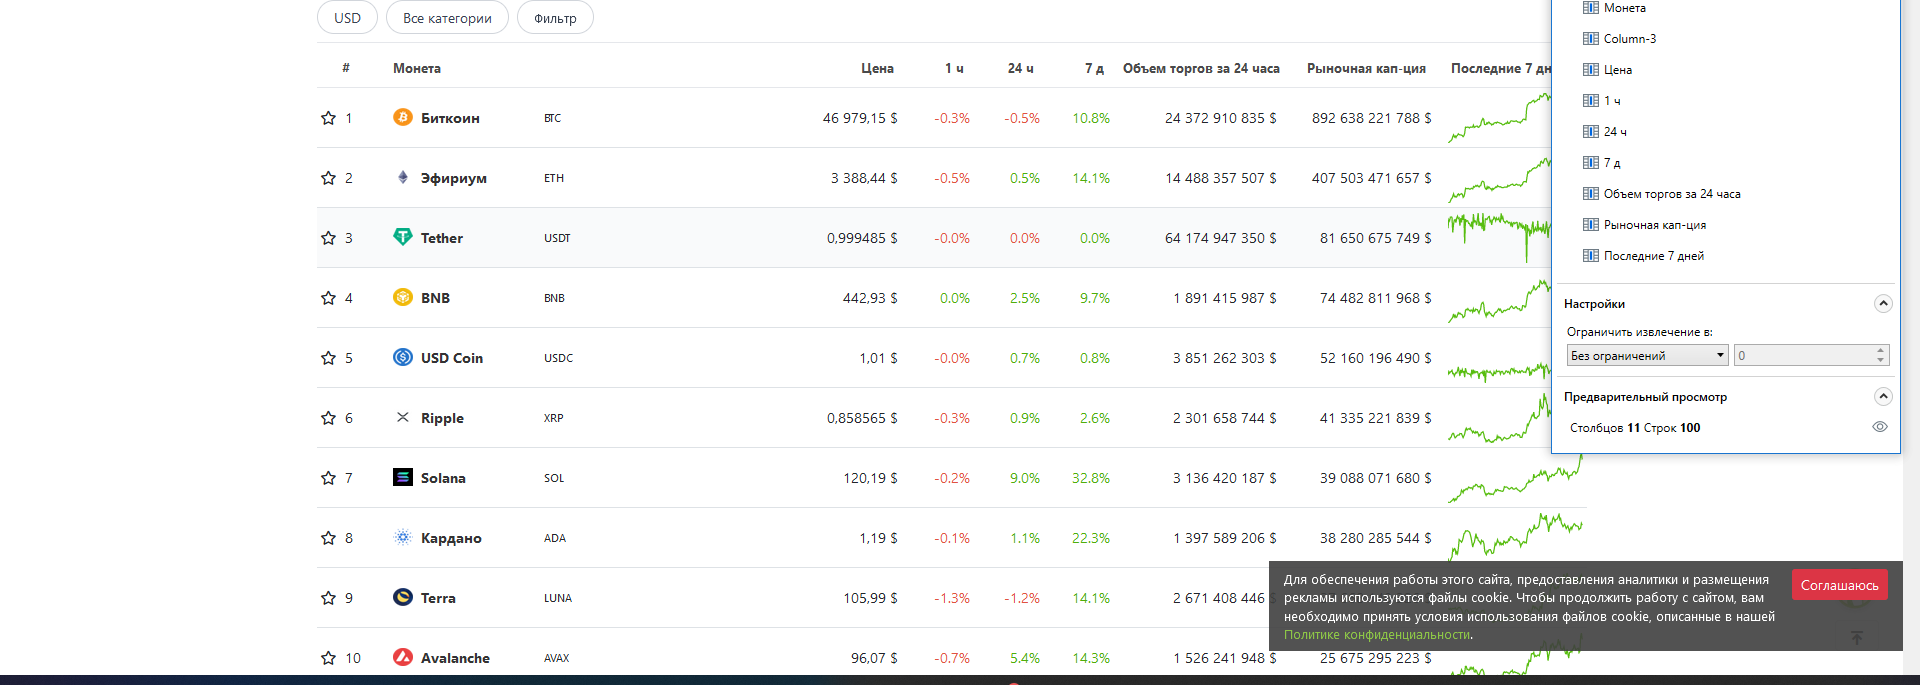 USD Все категории Фильтр
# Монета Цена 1 ч 24 ч 7 д Объем торгов за 24 часа Рыночная кап-ция Последние 7 дн
1 Биткоин BTC 46 979,15 $ -0.3% -0.5% 10.8% 24 372 910 835 $ 892 638 221 788 $
2 Эфириум ETH 3 388,44 $ -0.5% 0.5% 14.1% 14 488 357 507 $ 407 503 471 657 $
3 Tether USDT 0,999485 $ -0.0% 0.0% 0.0% 64 174 947 350 $ 81 650 675 749 $
4 BNB BNB 442,93 $ 0.0% 2.5% 9.7% 1 891 415 987 $ 74 482 811 968 $
5 USD Coin USDC 1,01 $ -0.0% 0.7% 0.8% 3 851 262 303 $ 52 160 196 490 $
6 Ripple XRP 0,858565 $ -0.3% 0.9% 2.6% 2 301 658 744 $ 41 335 221 839 $
7 Solana SOL 120,19 $ -0.2% 9.0% 32.8% 3 136 420 187 $ 39 088 071 680 $
8 Кардано ADA 1,19 $ -0.1% 1.1% 22.3% 1 397 589 206 $ 38 280 285 544 $
9 Terra LUNA 105,99 $ -1.3% -1.2% 14.1% 2 671 408 446
10 Avalanche AVAX 96,07 $ -0.7% 5.4% 14.3% 1 526 241 948 $ 25 675 295 223 $
Монета
Column-3
Цена
1 ч
24 ч
7 д
Объем торгов за 24 часа
Рыночная кап-ция
Последние 7 дней
Настройки
Ограничить извлечение в:
Без ограничений 0
Предварительный просмотр
Столбцов 11 Строк 100
Для обеспечения работы этого сайта, предоставления аналитики и размещения
рекламы используются файлы cookie. Чтобы продолжить работу с сайтом, вам
необходимо принять условия использования файлов cookie, описанные в нашей
Политике конфиденциальности.
Соглашаюсь